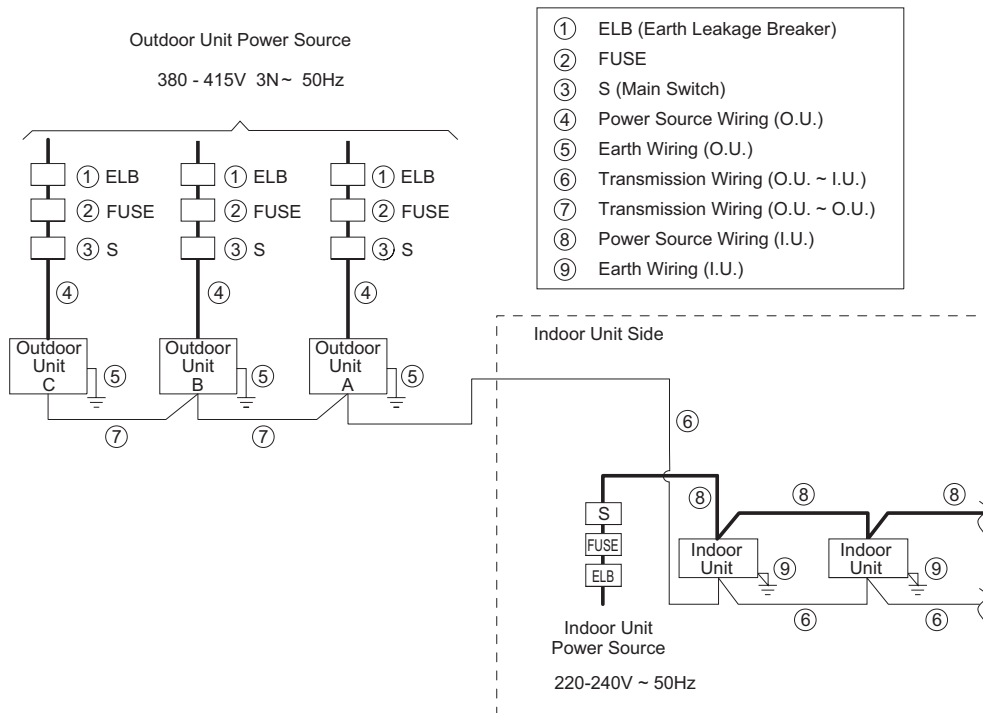 Outdoor Unit Power Source
380 - 415V 3N~ 50Hz
① ELB (Earth Leakage Breaker)
② FUSE
③ S (Main Switch)
④ Power Source Wiring (O.U.)
⑤ Earth Wiring (O.U.)
⑥ Transmission Wiring (O.U. ~ I.U.)
⑦ Transmission Wiring (O.U. ~ O.U.)
⑧ Power Source Wiring (I.U.)
⑨ Earth Wiring (I.U.)
① ELB ① ELB ① ELB
② FUSE ② FUSE ② FUSE
③ S ③ S ③ S
④ ④ ④
Outdoor
Unit
C
⑤
Outdoor
Unit
B
⑤
Outdoor
Unit
A
⑤
⑦ ⑦
Indoor Unit Side
⑥
⑧ ⑧ ⑧
S
FUSE
ELB
Indoor
Unit
⑨
Indoor
Unit
⑨
⑥ ⑥
Indoor Unit
Power Source
220-240V ~ 50Hz